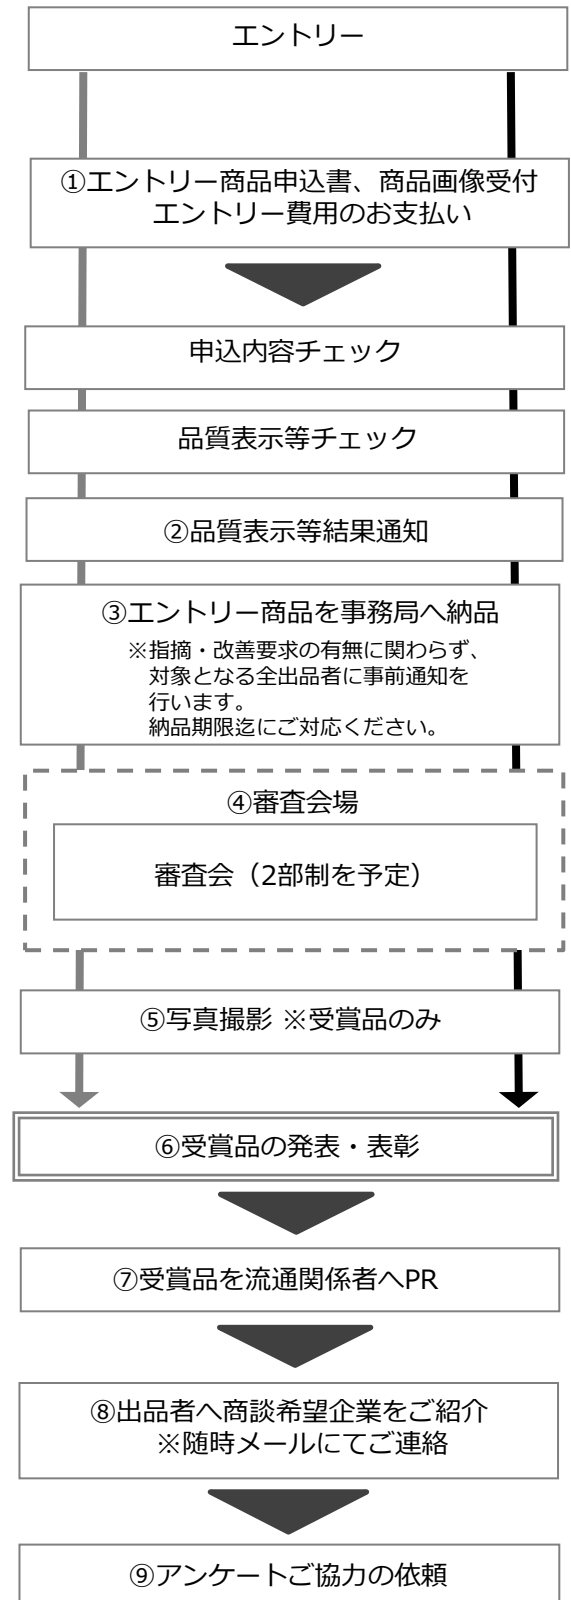 エントリー
①エントリー商品申込書、商品画像受付
エントリー費用のお支払い
申込内容チェック
品質表示等チェック
②品質表示等結果通知
③エントリー商品を事務局へ納品
※指摘・改善要求の有無に関わらず、
対象となる全出品者に事前通知を
行います。
納品期限迄にご対応ください。
④審査会場
審査会（2部制を予定）
⑤写真撮影 ※受賞品のみ
⑥受賞品の発表・表彰
⑦受賞品を流通関係者へPR
⑧出品者へ商談希望企業をご紹介
※随時メールにてご連絡
⑨アンケートご協力の依頼